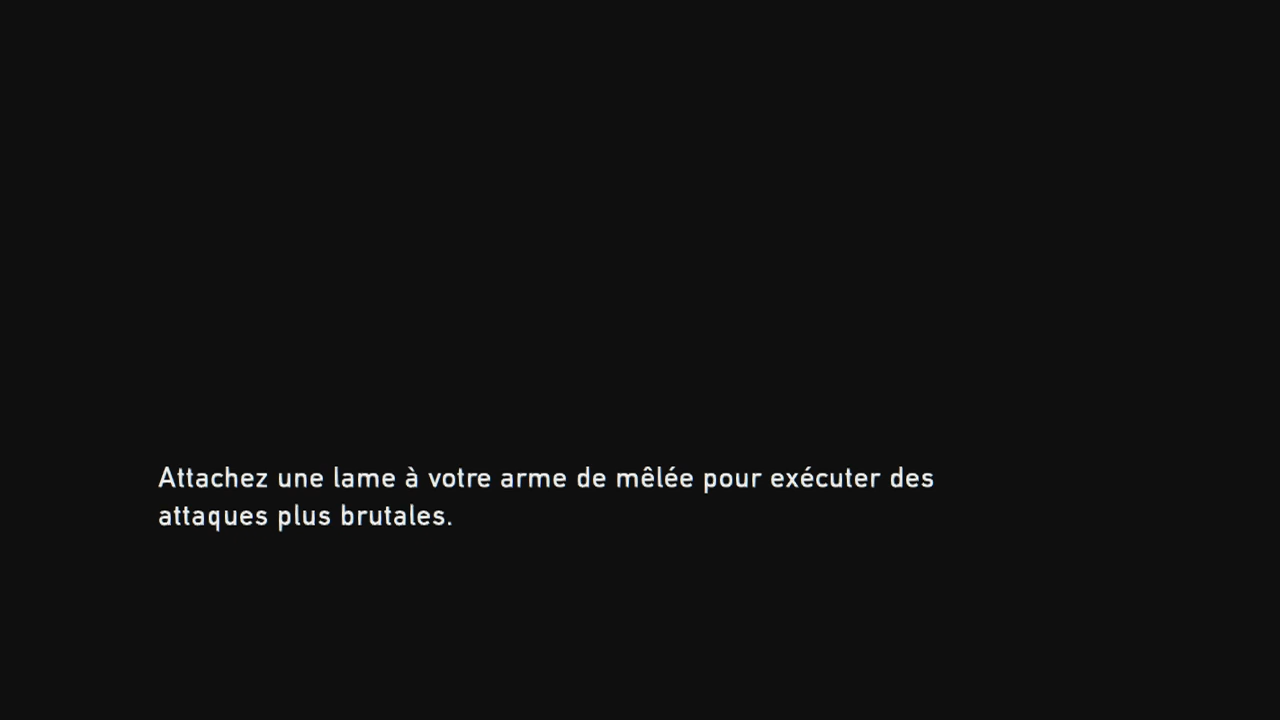 Attachez une lame à votre arme de mêlée pour exécuter des
attaques plus brutales.